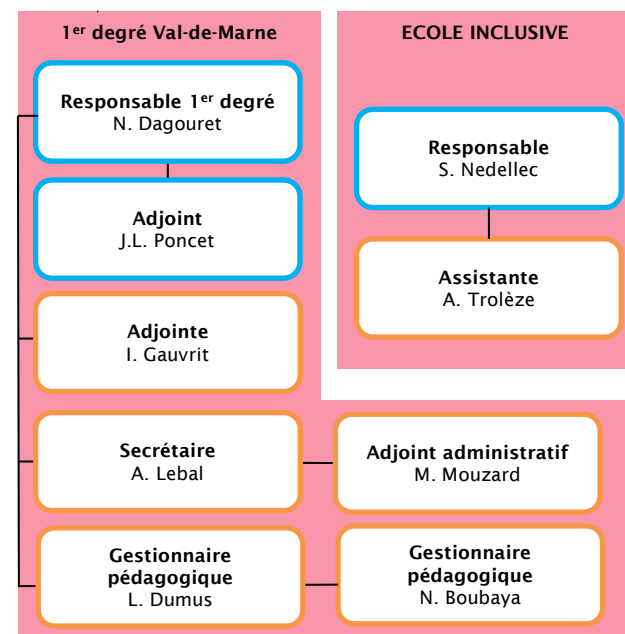 1er degré Val-de-Marne
Responsable 1er degré
N. Dagouret
Adjoint
J.L. Poncet
Adjointe
I. Gauvrit
Secrétaire
A. Lebal
Adjoint administratif
M. Mouzard
Gestionnaire
pédagogique
L. Dumus
Gestionnaire
pédagogique
N. Boubaya
ECOLE INCLUSIVE
Responsable
S. Nedellec
Assistante
A. Trolèze